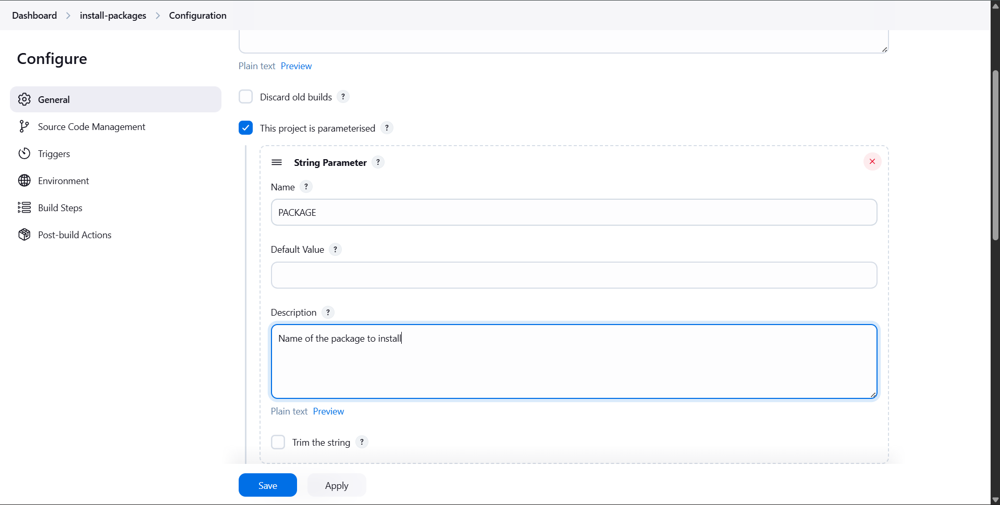 Dashboard > install-packages > Configuration
Configure
General
Source Code Management
Triggers
Environment
Build Steps
Post-build Actions
Plain text Preview
Discard old builds ?
This project is parameterised ?
String Parameter ?
Name ?
PACKAGE
Default Value ?
Description ?
Name of the package to install
Plain text Preview
Trim the string ?
Save Apply